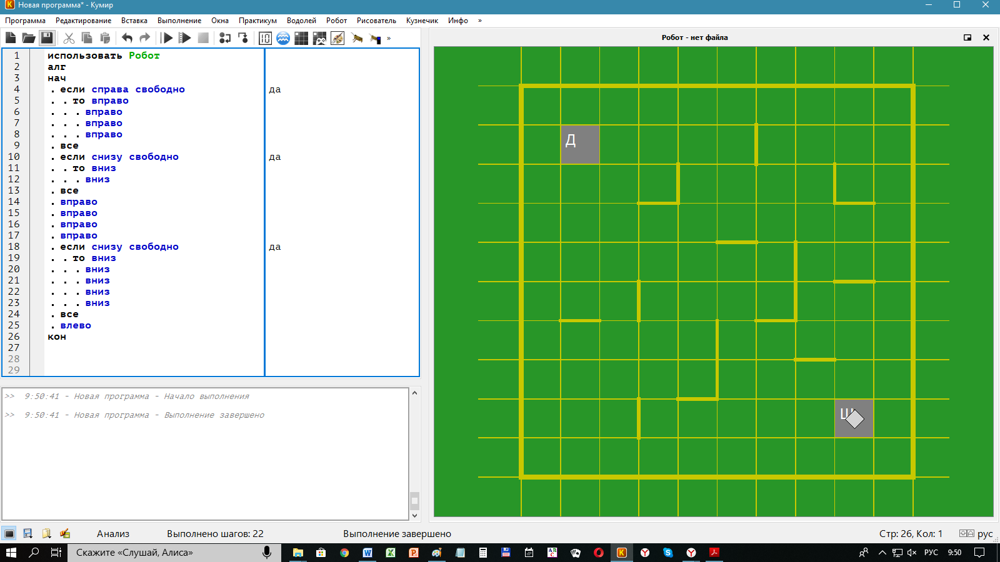 Новая программа* - Кумир
Программа Редактирование Вставка Выполнение Окна Практикум Водолей Робот Рисователь Кузнечик Инфо »
»
1 использовать Робот
2 алг
3 нач
4 . если справа свободно да
5 . . то вправо
6 . . . вправо
7 . . . вправо
8 . . . вправо
9 . все
10 . если снизу свободно да
11 . . то вниз
12 . . . вниз
13 . все
14 . вправо
15 . вправо
16 . вправо
17 . вправо
18 . если снизу свободно да
19 . . то вниз
20 . . . вниз
21 . . . вниз
22 . . . вниз
23 . . . вниз
24 . все
25 . влево
26 кон
27
28
29
>> 9:50:41 - Новая программа - Начало выполнения
>> 9:50:41 - Новая программа - Выполнение завершено
Робот - нет файла
Д
Ш
Анализ Выполнено шагов: 22 Выполнение завершено Стр: 26, Кол: 1 рус
Скажите «Слушай, Алиса» РУС 9:50